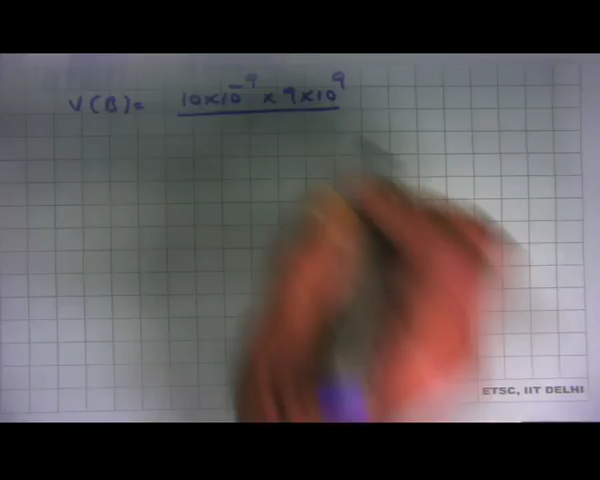 V(B)= 10×10⁻⁹ × 9×10⁹
ETSC, IIT DELHI